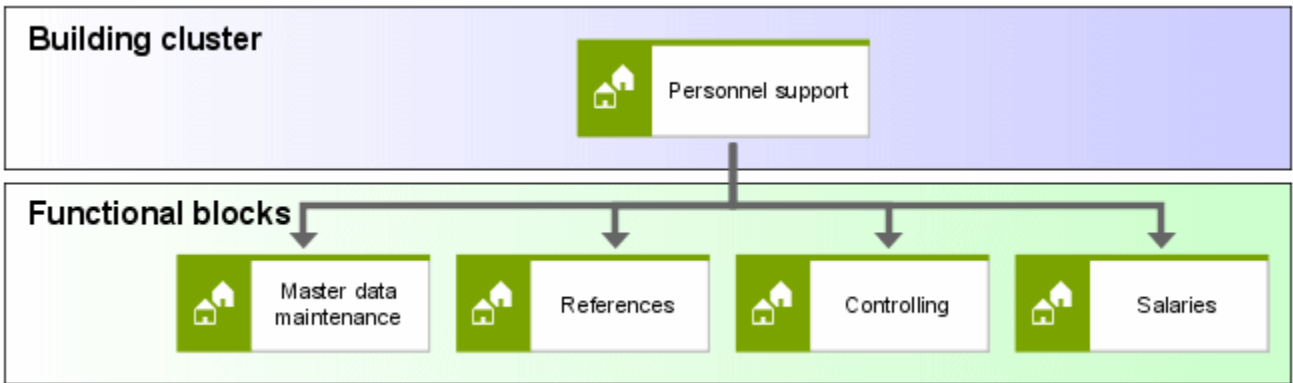 Building cluster
Personnel support
Functional blocks
Master data
maintenance
References
Controlling
Salaries